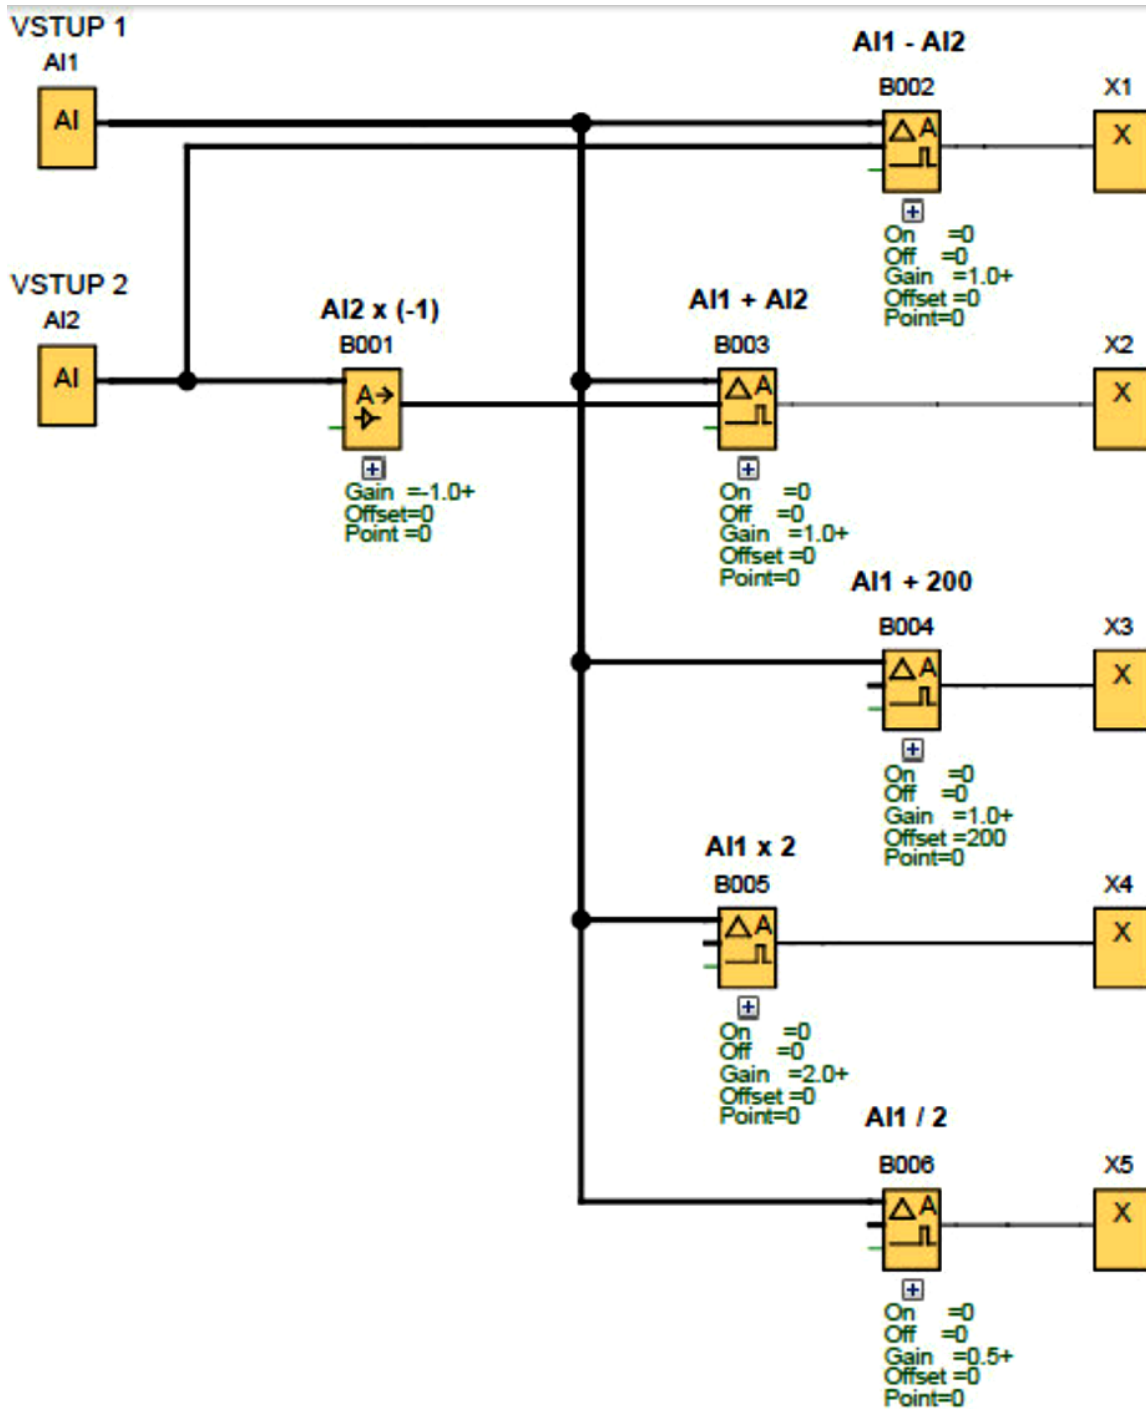 VSTUP 1
AI1
AI
AI1 - AI2
B002
A
On =0
Off =0
Gain =1.0+
Offset =0
Point=0
X1
X
VSTUP 2
AI2
AI
AI2 x (-1)
B001
A
Gain =-1.0+
Offset=0
Point =0
AI1 + AI2
B003
A
On =0
Off =0
Gain =1.0+
Offset =0
Point=0
X2
X
AI1 + 200
B004
A
On =0
Off =0
Gain =1.0+
Offset =200
Point=0
X3
X
AI1 x 2
B005
A
On =0
Off =0
Gain =2.0+
Offset =0
Point=0
X4
X
AI1 / 2
B006
A
On =0
Off =0
Gain =0.5+
Offset =0
Point=0
X5
X